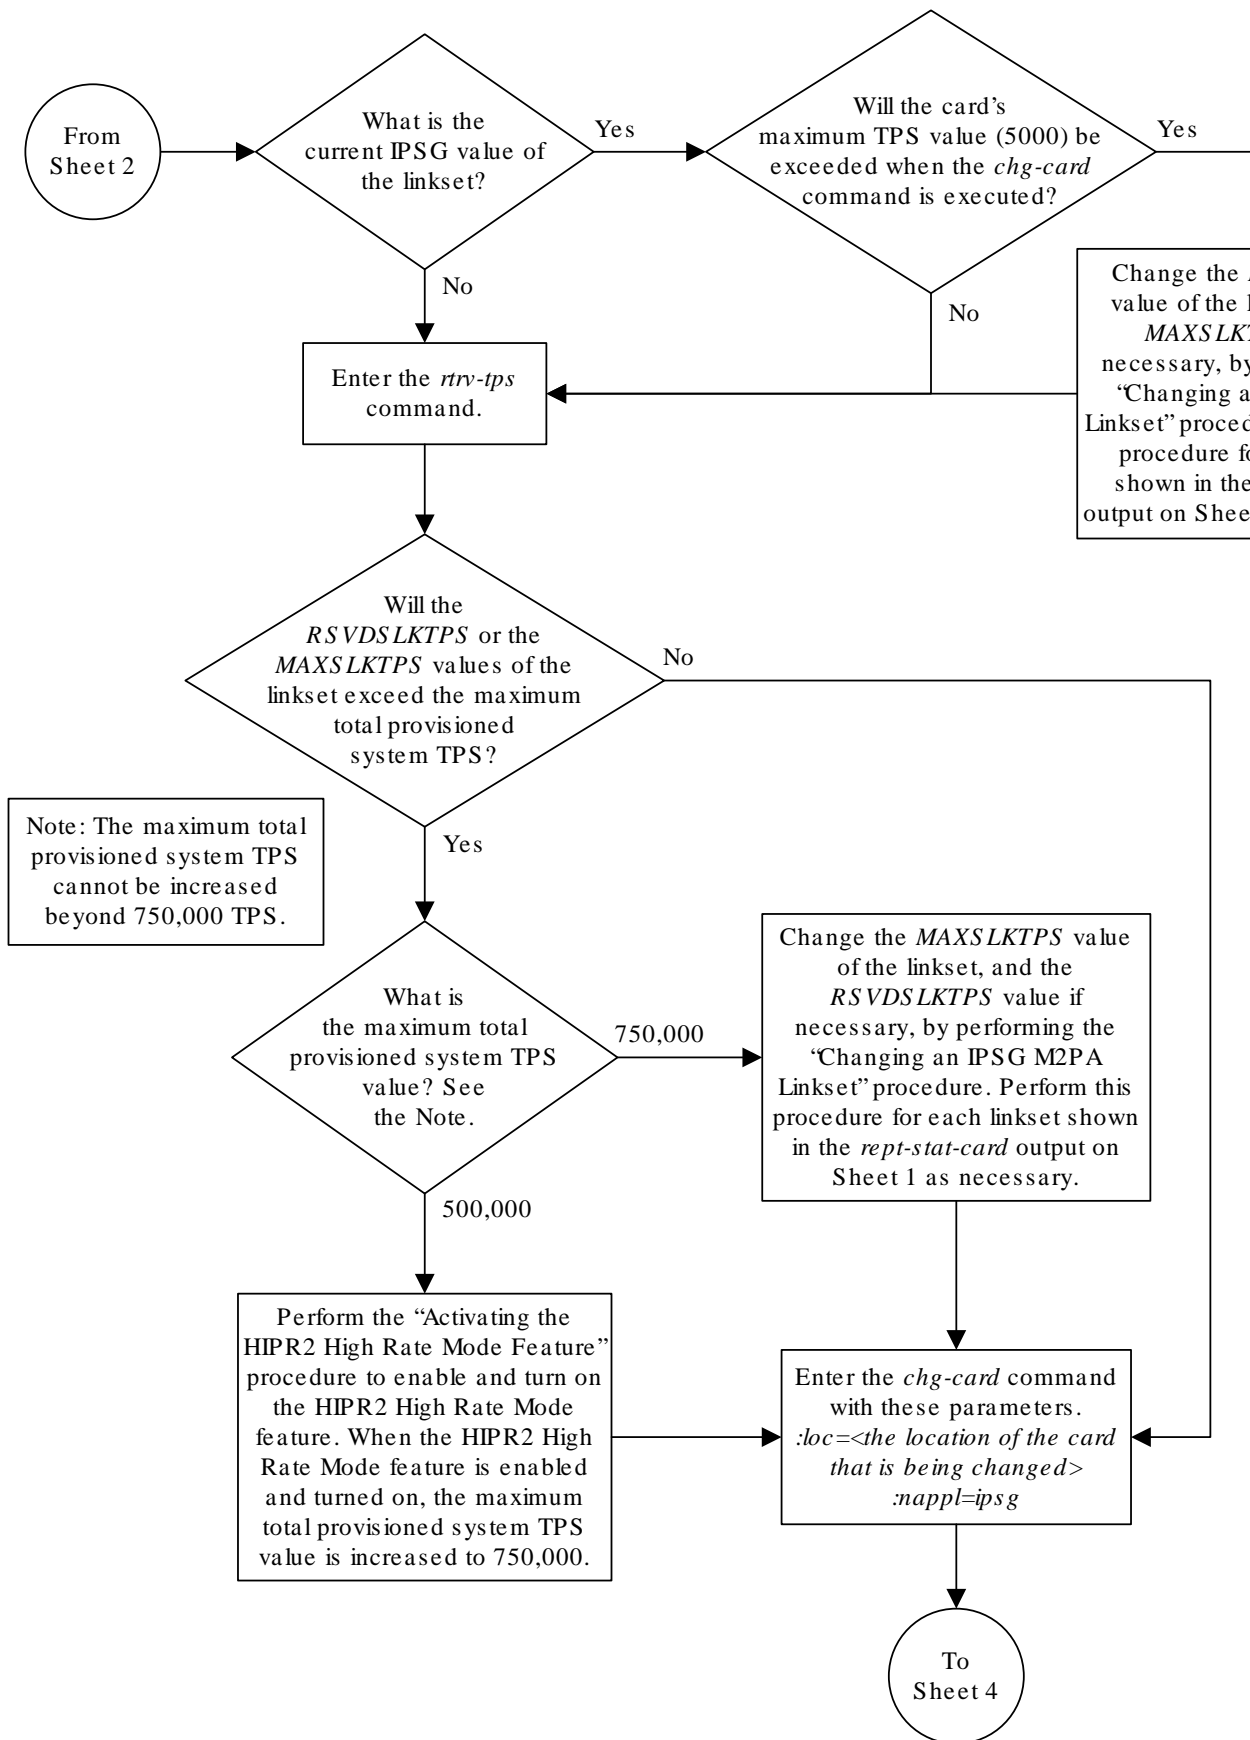 From
Sheet 2
What is the
current IPSG value of
the linkset?
Yes
No
Will the card's
maximum TPS value (5000) be
exceeded when the chg-card
command is executed?
Yes
No
Change the
value of the
necessary, by
"Changing a
Linkset" proced
procedure fo
shown in the
output on Shee
Enter the rtrv-tps
command.
Will the
RSVDSLKTPS or the
MAXSLKTPS values of the
linkset exceed the maximum
total provisioned
system TPS?
No
Yes
Note: The maximum total
provisioned system TPS
cannot be increased
beyond 750,000 TPS.
What is
the maximum total
provisioned system TPS
value? See
the Note.
750,000
500,000
Change the MAXSLKTPS value
of the linkset, and the
RSVDSLKTPS value if
necessary, by performing the
"Changing an IPSG M2PA
Linkset" procedure. Perform this
procedure for each linkset shown
in the rept-stat-card output on
Sheet 1 as necessary.
Perform the "Activating the
HIPR2 High Rate Mode Feature"
procedure to enable and turn on
the HIPR2 High Rate Mode
feature. When the HIPR2 High
Rate Mode feature is enabled
and turned on, the maximum
total provisioned system TPS
value is increased to 750,000.
Enter the chg-card command
with these parameters.
:loc=<the location of the card
that is being changed>
:nappl=ipsg
To
Sheet 4